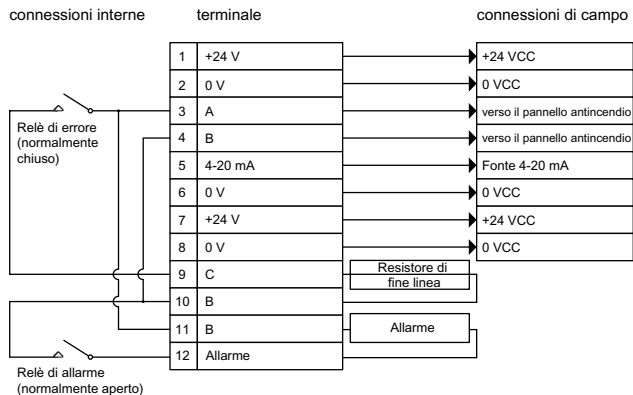 connessioni interne terminale connessioni di campo
1 +24 V +24 VCC
2 0 V 0 VCC
3 A verso il pannello antincendio
4 B verso il pannello antincendio
5 4-20 mA Fonte 4-20 mA
6 0 V 0 VCC
7 +24 V +24 VCC
8 0 V 0 VCC
9 C
10 B
11 B
12 Allarme
Relè di errore
(normalmente
chiuso)
Resistore di
fine linea
Allarme
Relè di allarme
(normalmente aperto)